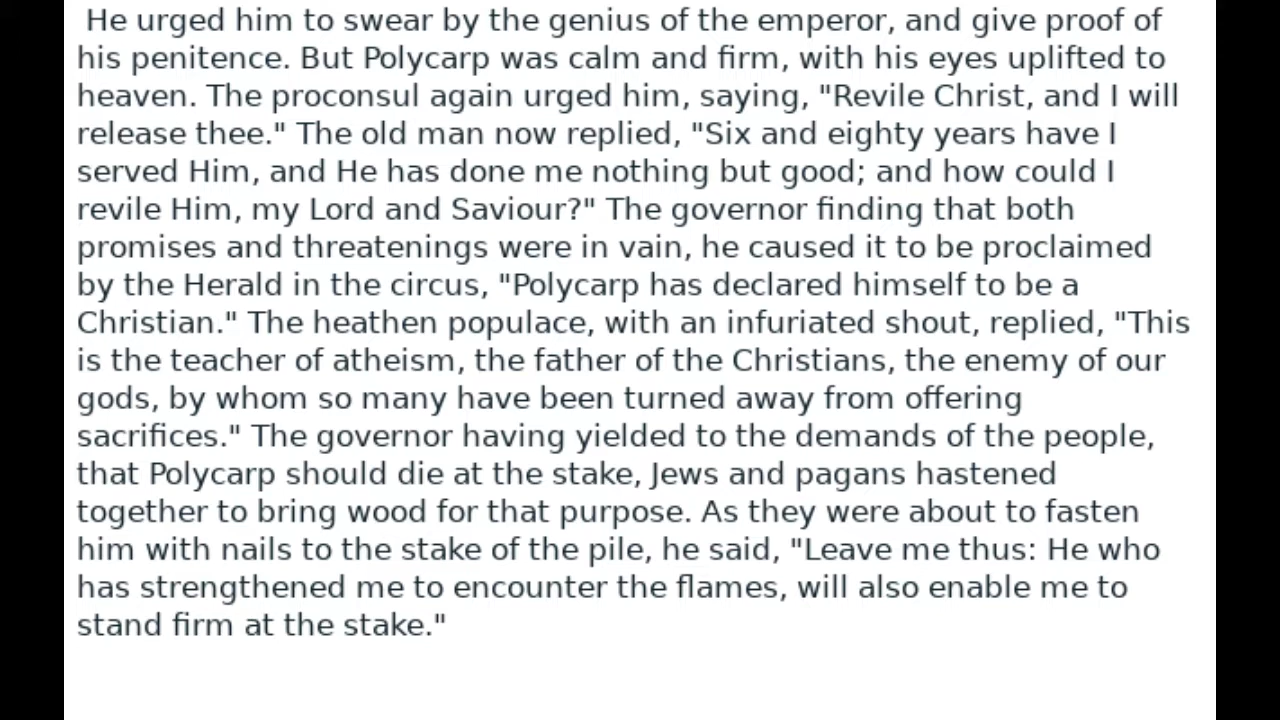 He urged him to swear by the genius of the emperor, and give proof of
his penitence. But Polycarp was calm and firm, with his eyes uplifted to
heaven. The proconsul again urged him, saying, "Revile Christ, and I will
release thee." The old man now replied, "Six and eighty years have I
served Him, and He has done me nothing but good; and how could I
revile Him, my Lord and Saviour?" The governor finding that both
promises and threatenings were in vain, he caused it to be proclaimed
by the Herald in the circus, "Polycarp has declared himself to be a
Christian." The heathen populace, with an infuriated shout, replied, "This
is the teacher of atheism, the father of the Christians, the enemy of our
gods, by whom so many have been turned away from offering
sacrifices." The governor having yielded to the demands of the people,
that Polycarp should die at the stake, Jews and pagans hastened
together to bring wood for that purpose. As they were about to fasten
him with nails to the stake of the pile, he said, "Leave me thus: He who
has strengthened me to encounter the flames, will also enable me to
stand firm at the stake."